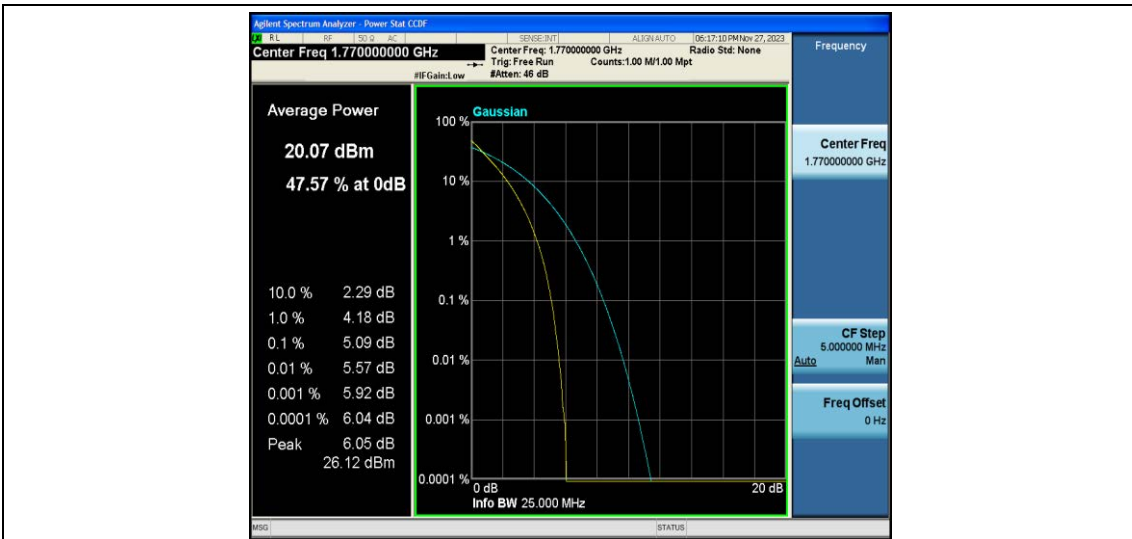 Agilent Spectrum Analyzer - Power Stat CCDF
LXI RL RF 50 Ω AC SENSE:INT ALIGN AUTO 06:17:10 PM Nov 27, 2023
Center Freq 1.770000000 GHz Center Freq: 1.770000000 GHz Radio Std: None
Trig: Free Run Counts:1.00 M/1.00 Mpt
#IFGain:Low #Atten: 46 dB
Frequency
Average Power
20.07 dBm
47.57 % at 0dB
10.0 % 2.29 dB
1.0 % 4.18 dB
0.1 % 5.09 dB
0.01 % 5.57 dB
0.001 % 5.92 dB
0.0001 % 6.04 dB
Peak 6.05 dB
26.12 dBm
Gaussian
100 %
10 %
1 %
0.1 %
0.01 %
0.001 %
0.0001 %
0 dB 20 dB
Info BW 25.000 MHz
Center Freq
1.770000000 GHz
CF Step
5.000000 MHz
Auto Man
Freq Offset
0 Hz
MSG STATUS